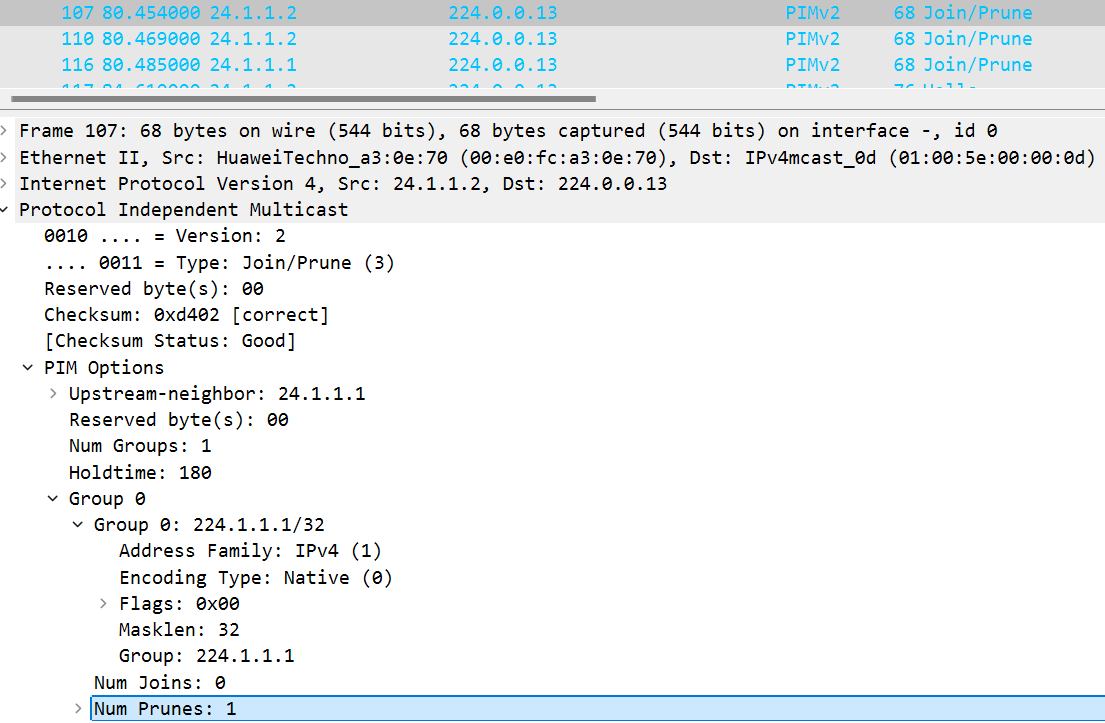 107 80.454000 24.1.1.2 224.0.0.13 PIMv2 68 Join/Prune
110 80.469000 24.1.1.2 224.0.0.13 PIMv2 68 Join/Prune
116 80.485000 24.1.1.1 224.0.0.13 PIMv2 68 Join/Prune
Frame 107: 68 bytes on wire (544 bits), 68 bytes captured (544 bits) on interface -, id 0
Ethernet II, Src: HuaweiTechno_a3:0e:70 (00:e0:fc:a3:0e:70), Dst: IPv4mcast_0d (01:00:5e:00:00:0d)
Internet Protocol Version 4, Src: 24.1.1.2, Dst: 224.0.0.13
Protocol Independent Multicast
0010 .... = Version: 2
.... 0011 = Type: Join/Prune (3)
Reserved byte(s): 00
Checksum: 0xd402 [correct]
[Checksum Status: Good]
PIM Options
Upstream-neighbor: 24.1.1.1
Reserved byte(s): 00
Num Groups: 1
Holdtime: 180
Group 0
Group 0: 224.1.1.1/32
Address Family: IPv4 (1)
Encoding Type: Native (0)
Flags: 0x00
Masklen: 32
Group: 224.1.1.1
Num Joins: 0
Num Prunes: 1